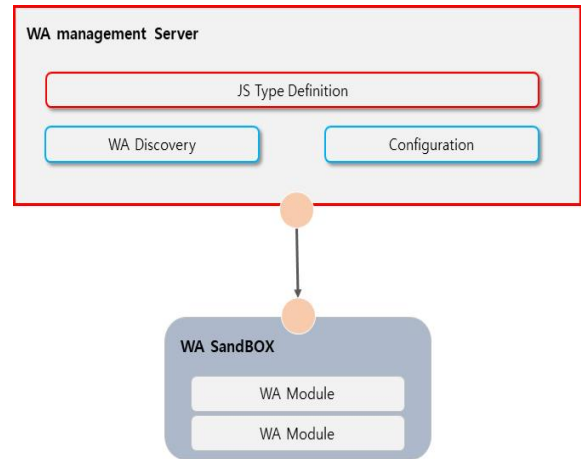 WA management Server
JS Type Definition
WA Discovery
Configuration
WA SandBOX
WA Module
WA Module